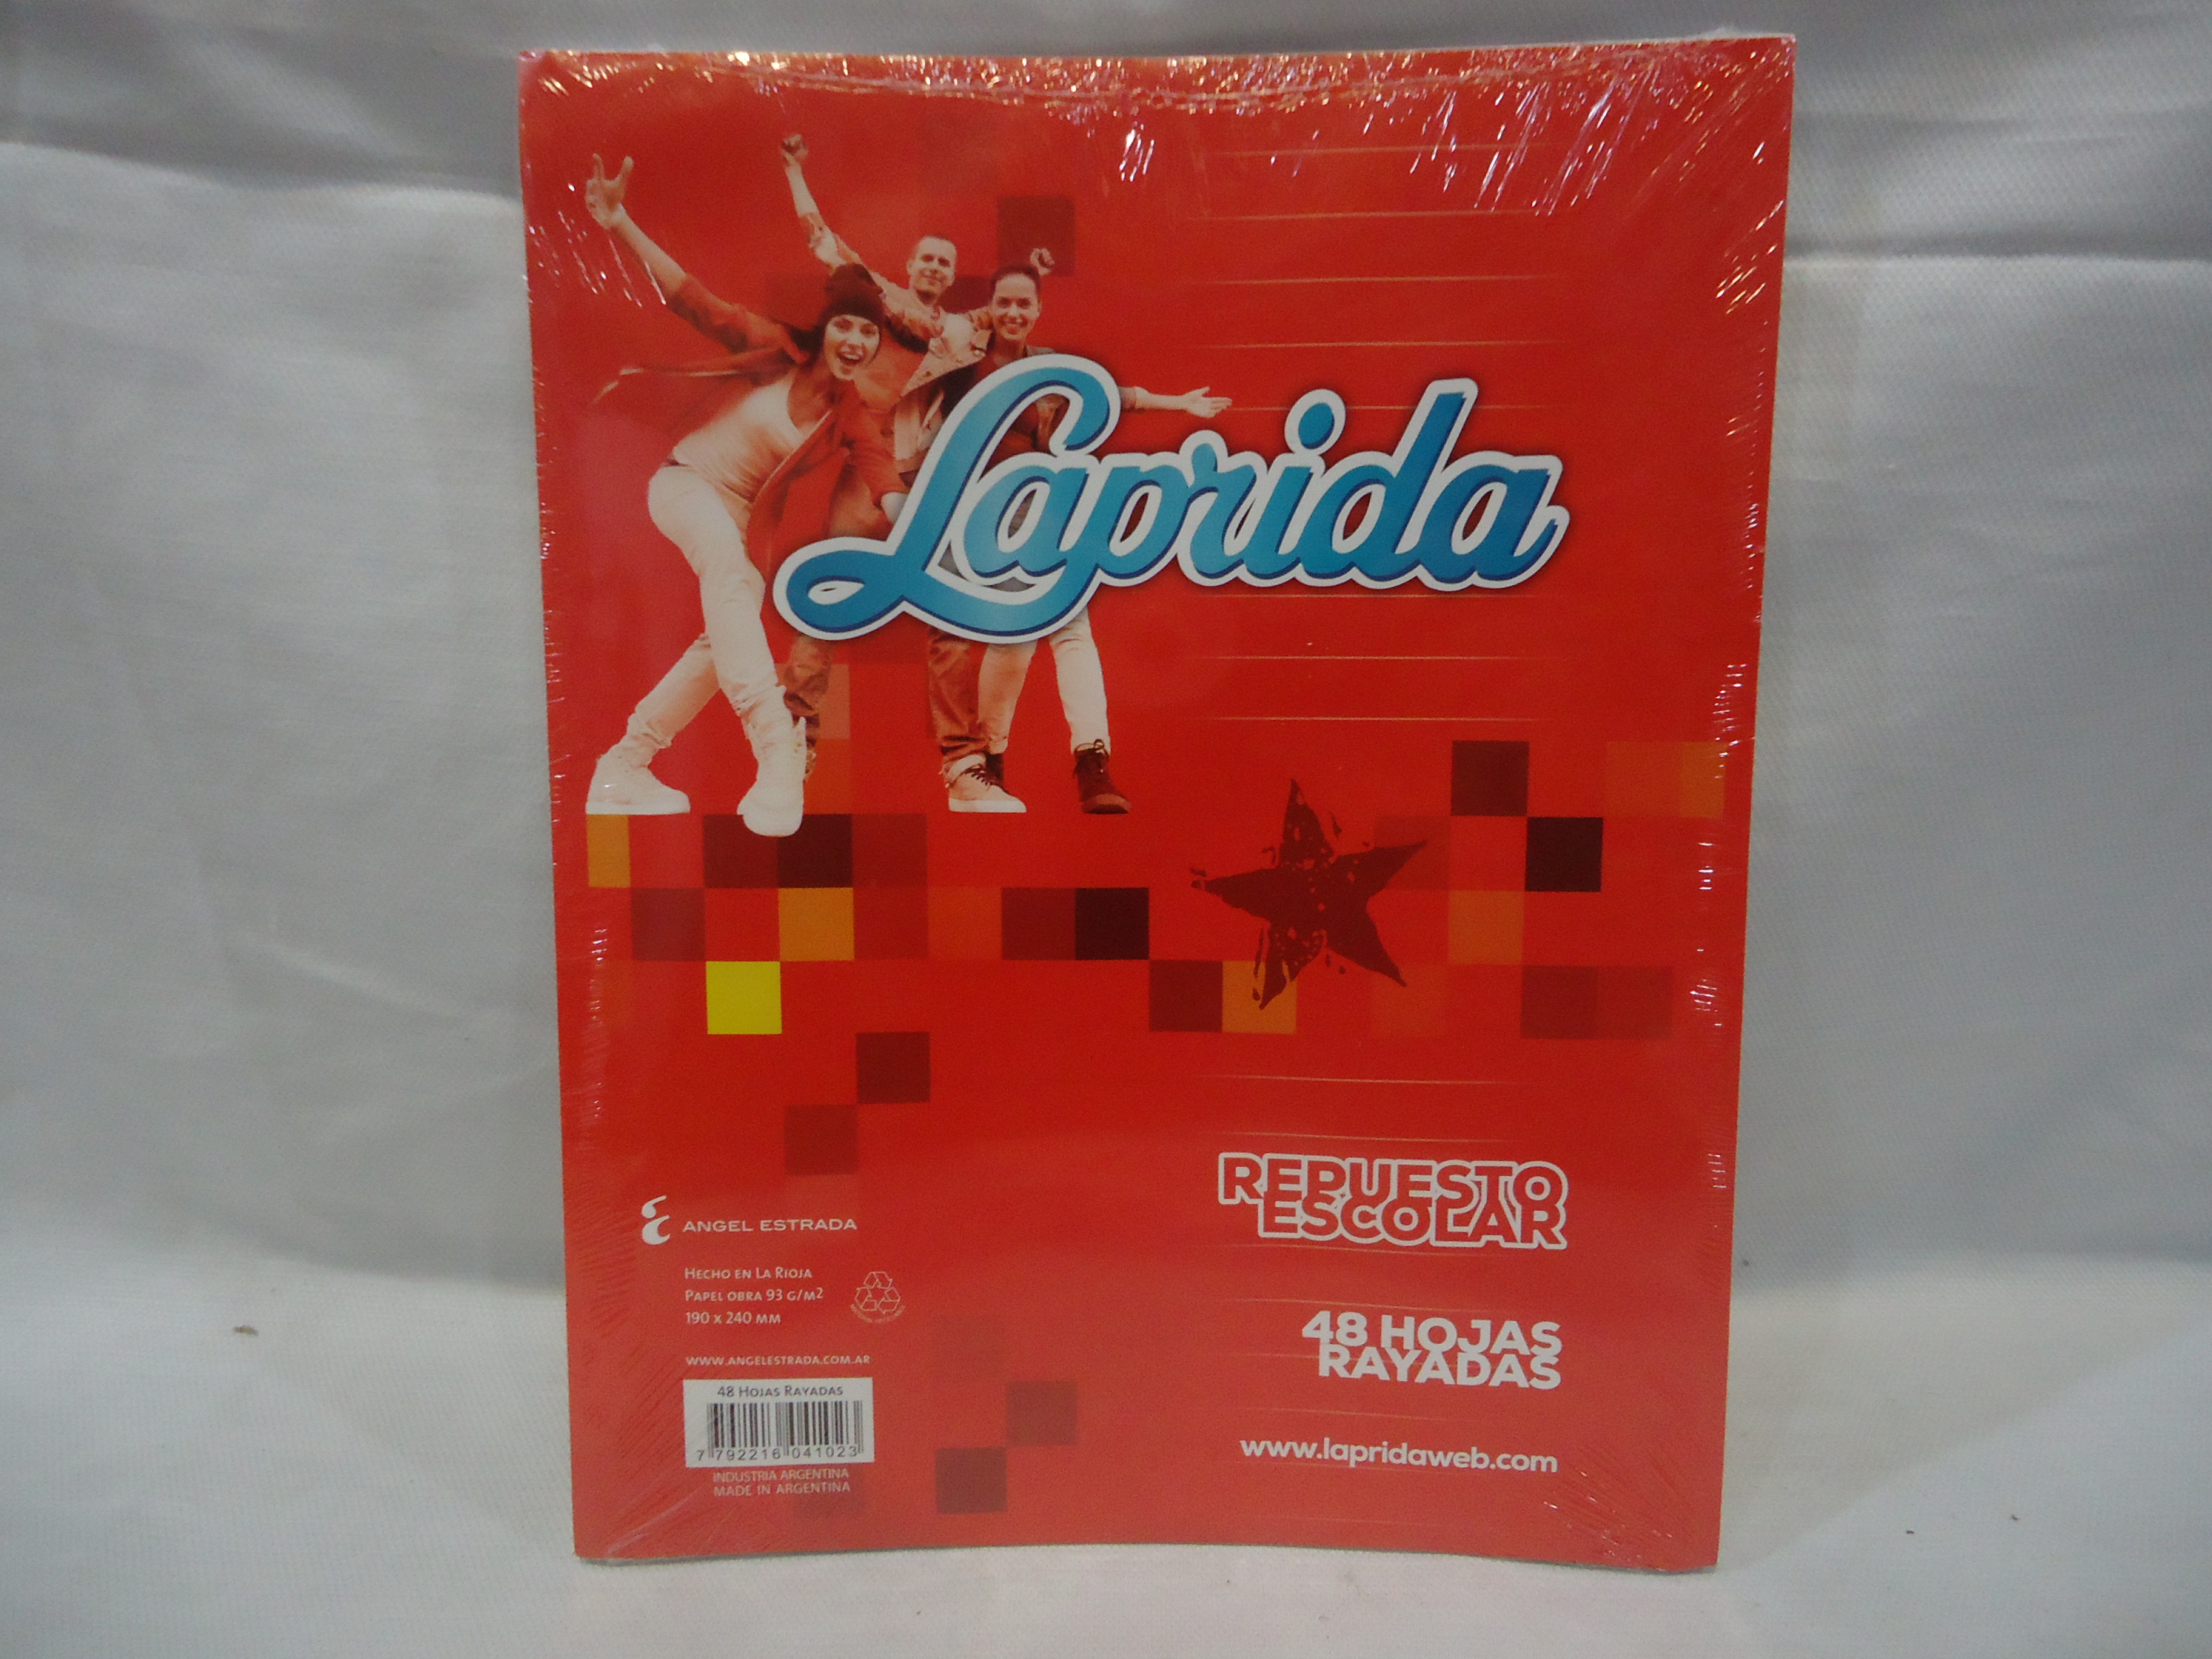 Laprida
REPUESTO
ESCOLAR
48 HOJAS
RAYADAS
www.lapridaweb.com
ANGEL ESTRADA
HECHO EN LA RIOJA
PAPEL OBRA 93 G/M2
190 X 240 MM
WWW.ANGELESTRADA.COM.AR
48 HOJAS RAYADAS
7 792216 041023
INDUSTRIA ARGENTINA
MADE IN ARGENTINA